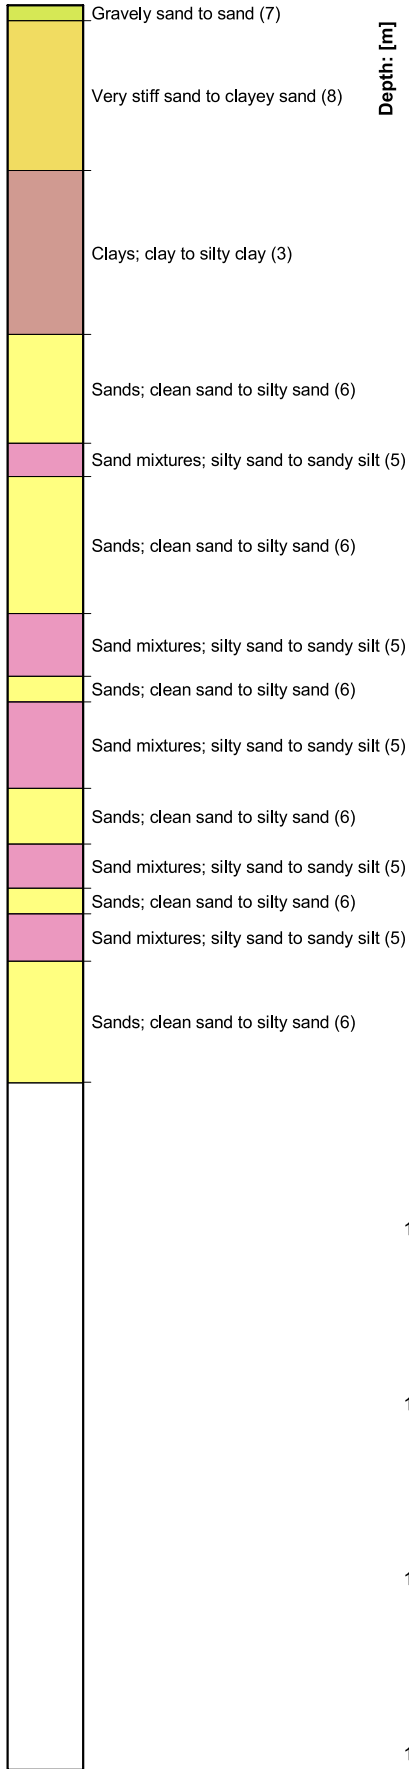 Gravely sand to sand (7)
Depth: [m]
Very stiff sand to clayey sand (8)
Clays; clay to silty clay (3)
Sands; clean sand to silty sand (6)
Sand mixtures; silty sand to sandy silt (5)
Sands; clean sand to silty sand (6)
Sand mixtures; silty sand to sandy silt (5)
Sands; clean sand to silty sand (6)
Sand mixtures; silty sand to sandy silt (5)
Sands; clean sand to silty sand (6)
Sand mixtures; silty sand to sandy silt (5)
Sands; clean sand to silty sand (6)
Sand mixtures; silty sand to sandy silt (5)
Sands; clean sand to silty sand (6)